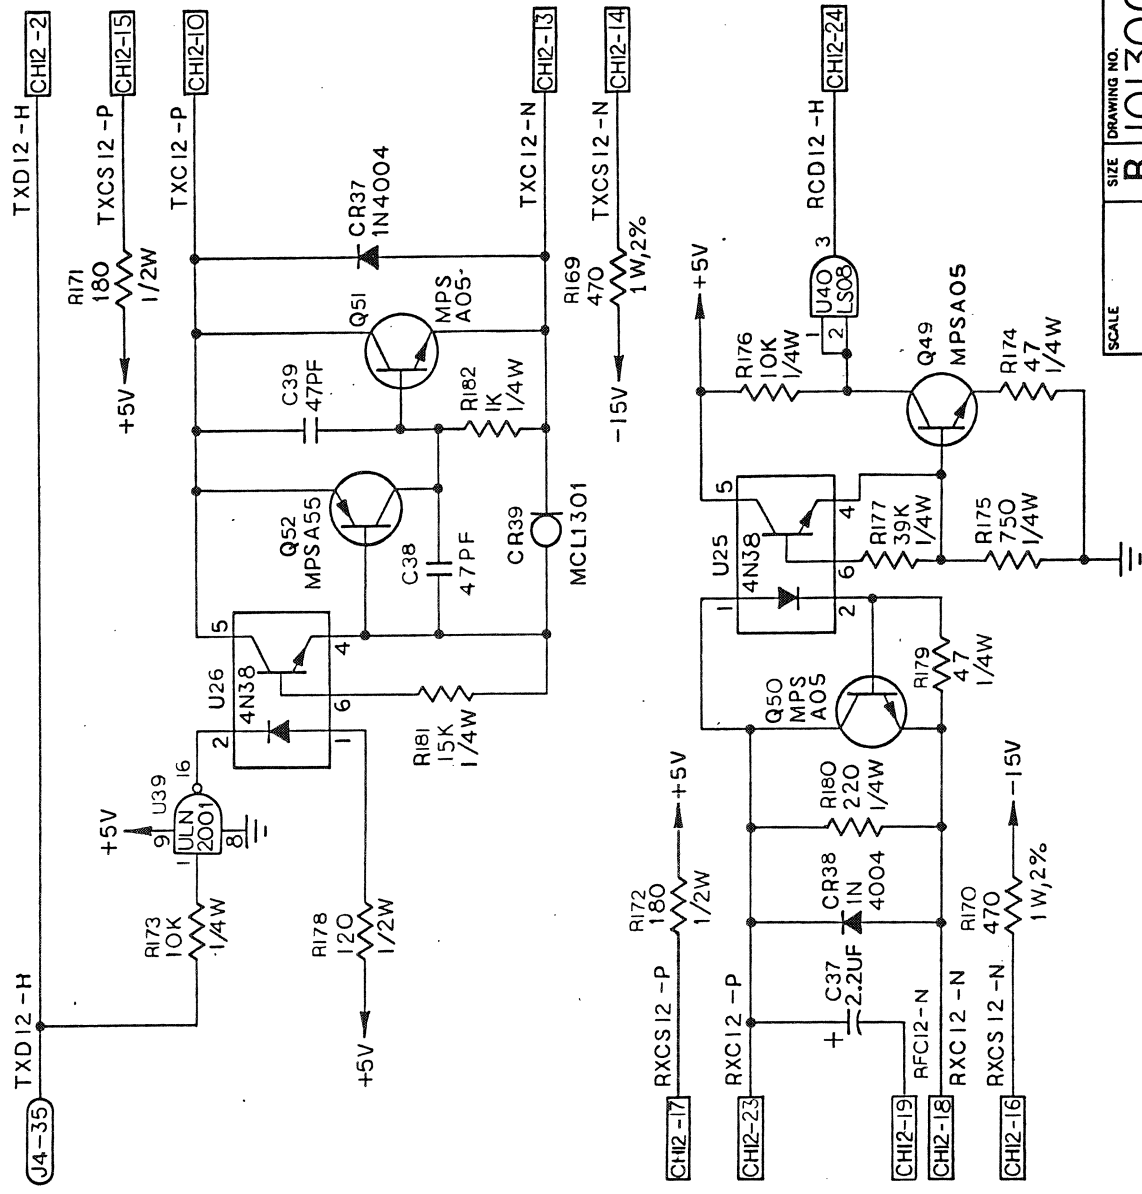 J4-35
TXD12-H
TXD12-H
CH12-2
R171
180
1/2W
+5V
TXCS12-P
CH12-15
TXC12-P
CH12-10
R173
10K
1/4W
+5V
9
U39
1
ULN
2001
16
8
R178
120
1/2W
+5V
U26
4N38
2
5
1
6
4
R181
15K
1/4W
Q52
MPSA55
C38
47PF
C39
47PF
R182
1K
1/4W
CR39
MCL1301
Q51
MPS
A05
CR37
1N4004
TXC12-N
CH12-13
R169
470
1W,2%
-15V
TXCS12-N
CH12-14
CH12-17
RXCS12-P
R172
180
1/2W
+5V
CH12-23
RXC12-P
+
C37
2.2UF
CH12-19
RFC12-N
CH12-18
RXC12-N
CH12-16
RXCS12-N
R170
470
1W,2%
-15V
CR38
1N
4004
R180
220
1/4W
Q50
MPS
A05
R179
47
1/4W
U25
4N38
1
5
2
6
4
R177
39K
1/4W
R175
750
1/4W
+5V
R176
10K
1/4W
1
2
U40
LS08
3
RCD12-H
CH12-24
Q49
MPSA05
R174
47
1/4W
SCALE
SIZE
B
DRAWING NO.